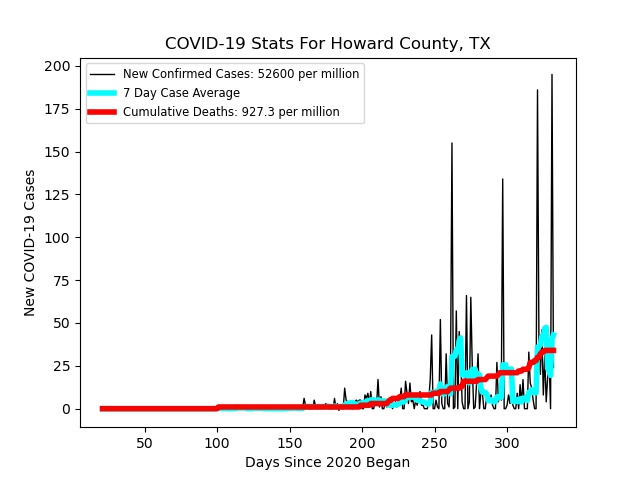 COVID-19 Stats For Howard County, TX
New Confirmed Cases: 52600 per million
7 Day Case Average
Cumulative Deaths: 927.3 per million
New COVID-19 Cases
200
175
150
125
100
75
50
25
0
50
100
150
200
250
300
Days Since 2020 Began